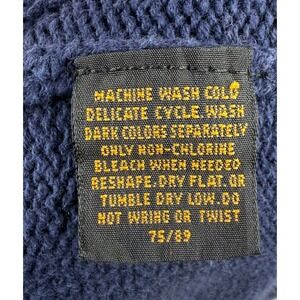 MACHINE WASH COLD
DELICATE CYCLE. WASH
DARK COLORS SEPARATELY
ONLY NON-CHLORINE
BLEACH WHEN NEEDED
RESHAPE. DRY FLAT. OR
TUMBLE DRY LOW. DO
NOT WRING OR TWIST
75/89